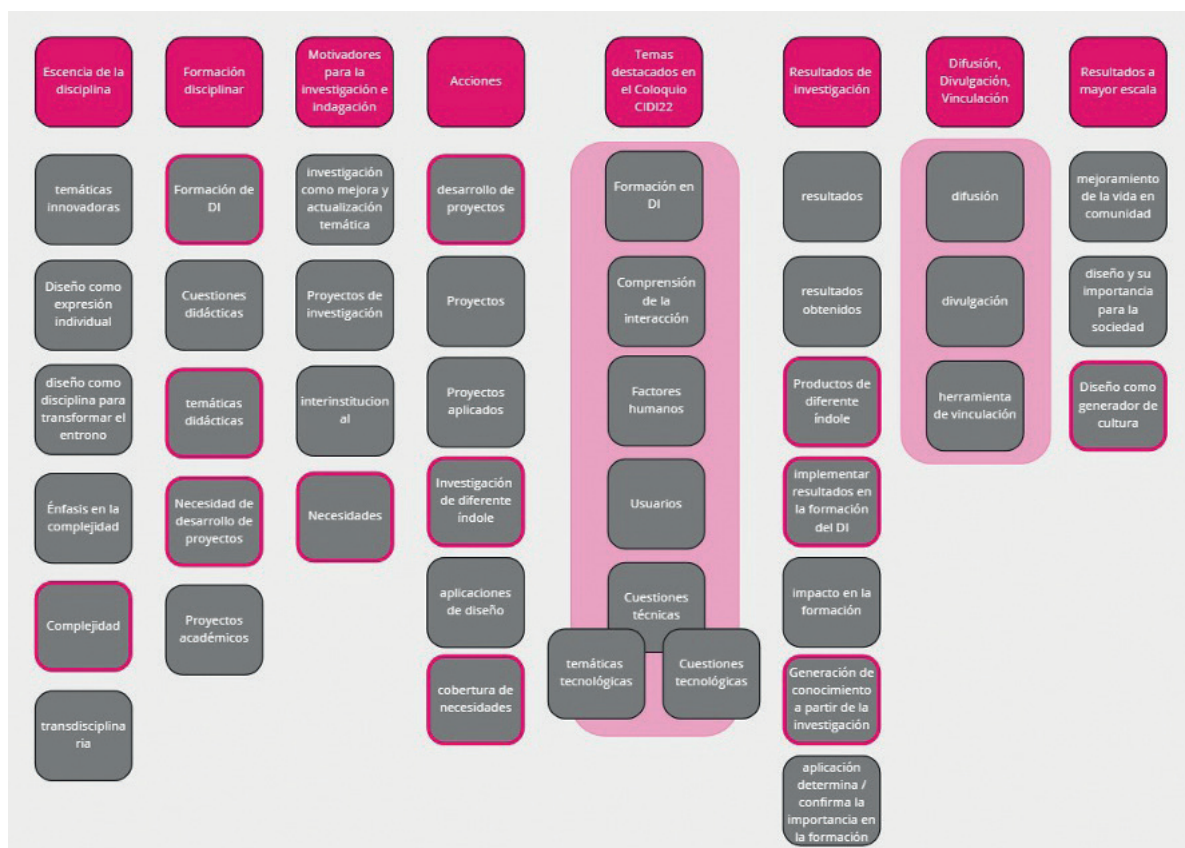 Escencia de la
disciplina
Formación
disciplinar
Motivadores
para la
investigación e
indagación
Acciones
Temas
destacados en
el Coloquio
CIDI22
Resultados de
investigación
Difusión,
Divulgación,
Vinculación
Resultados a
mayor escala
temáticas
innovadoras
Diseño como
expresión
individual
diseño como
disciplina para
transformar el
entrono
Énfasis en la
complejidad
Complejidad
transdisciplina
ria
Formación de
DI
Cuestiones
didácticas
temáticas
didácticas
Necesidad de
desarrollo de
proyectos
Proyectos
académicos
investigación
como mejora y
actualización
temática
Proyectos de
investigación
interinstitucion
al
Necesidades
desarrollo de
proyectos
Proyectos
Proyectos
aplicados
Investigación
de diferente
índole
aplicaciones
de diseño
cobertura de
necesidades
Formación en
DI
Comprensión
de la
interacción
Factores
humanos
Usuarios
Cuestiones
técnicas
temáticas
tecnológicas
Cuestiones
tecnológicas
resultados
resultados
obtenidos
Productos de
diferente
índole
implementar
resultados en
la formación
del DI
impacto en la
formación
Generación de
conocimiento
a partir de la
investigación
aplicación
determina /
confirma la
importancia en
la formación
difusión
divulgación
herramienta
de vinculación
mejoramiento
de la vida en
comunidad
diseño y su
importancia
para la
sociedad
Diseño como
generador de
cultura